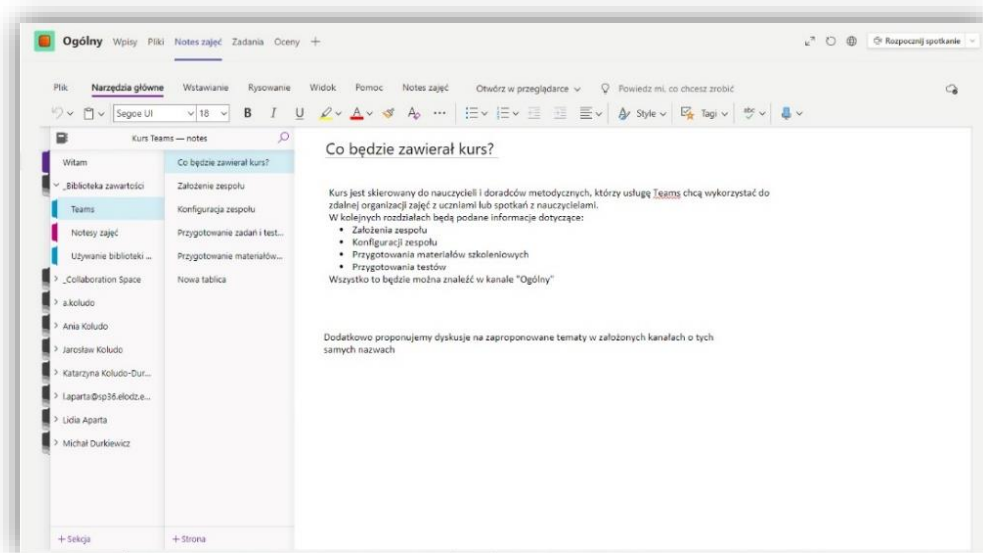 Ogólny Wpisy Pliki Notes zajęć Zadania Oceny +
Rozpocznij spotkanie
Plik Narzędzia główne Wstawianie Rysowanie Widok Pomoc Notes zajęć Otwórz w przeglądarce Powiedz mi, co chcesz zrobić
Segoe UI 18 B I U A Style Tagi
Kurs Teams — notes
Witam
_Biblioteka zawartości
Teams
Notesy zajęć
Używanie biblioteki ...
_Collaboration Space
a.koludo
Ania Koludo
Jarosław Koludo
Katarzyna Koludo-Dur...
l.aparta@sp36.elodz.e...
Lidia Aparta
Michał Durkiewicz
+ Sekcja
Co będzie zawierał kurs?
Założenie zespołu
Konfiguracja zespołu
Przygotowanie zadań i test...
Przygotowanie materiałów...
Nowa tablica
+ Strona
Co będzie zawierał kurs?
Kurs jest skierowany do nauczycieli i doradców metodycznych, którzy usługę Teams chcą wykorzystać do
zdalnej organizacji zajęć z uczniami lub spotkań z nauczycielami.
W kolejnych rozdziałach będą podane informacje dotyczące:
• Założenia zespołu
• Konfiguracji zespołu
• Przygotowania materiałów szkoleniowych
• Przygotowania testów
Wszystko to będzie można znaleźć w kanale "Ogólny"
Dodatkowo proponujemy dyskusje na zaproponowane tematy w założonych kanałach o tych
samych nazwach